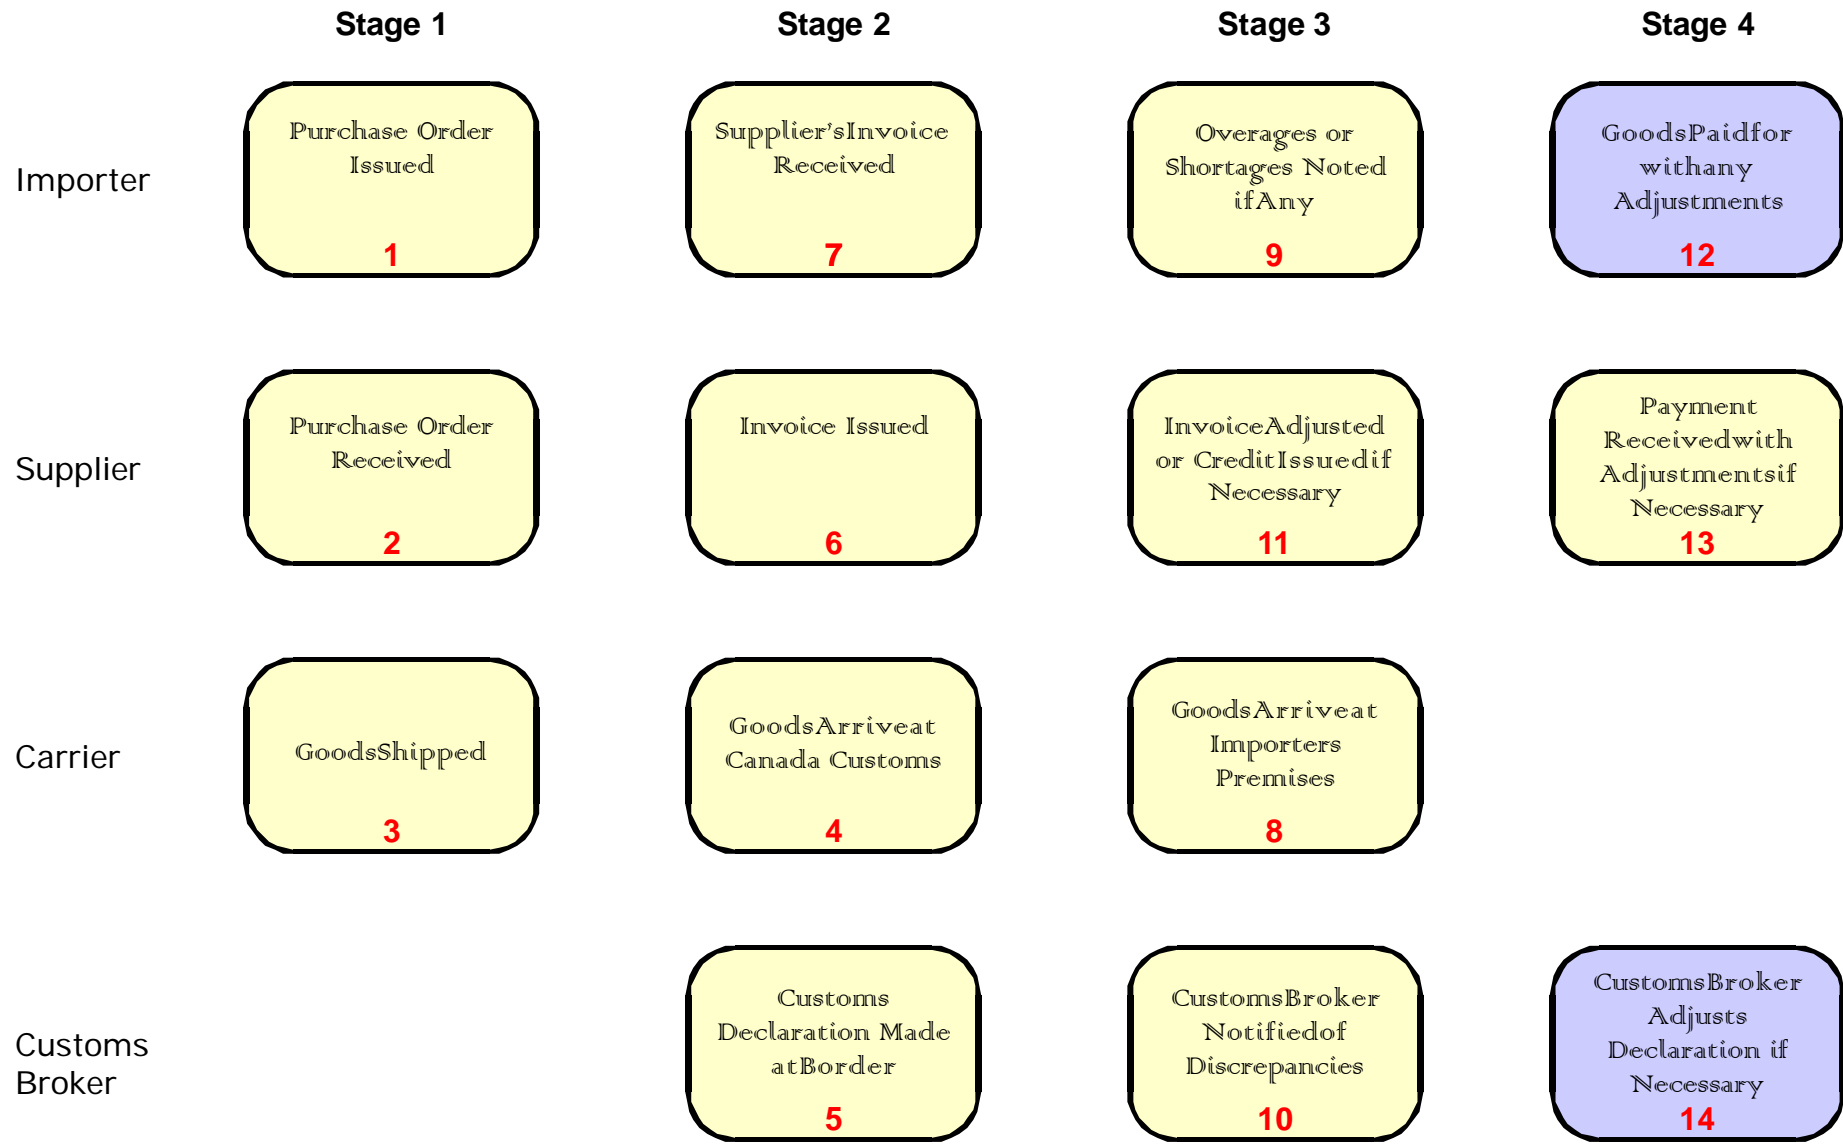 Stage 1
Stage 2
Stage 3
Stage 4
Importer
Purchase Order
Issued
1
Supplier'sInvoice
Received
7
Overages or
Shortages Noted
ifAny
9
GoodsPaidfor
withany
Adjustments
12
Supplier
Purchase Order
Received
2
Invoice Issued
6
InvoiceAdjusted
or CreditIssuedif
Necessary
11
Payment
Receivedwith
Adjustmentsif
Necessary
13
Carrier
GoodsShipped
3
GoodsArriveat
Canada Customs
4
GoodsArriveat
Importers
Premises
8
Customs
Broker
Customs
Declaration Made
atBorder
5
CustomsBroker
Notifiedof
Discrepancies
10
CustomsBroker
Adjusts
Declaration if
Necessary
14